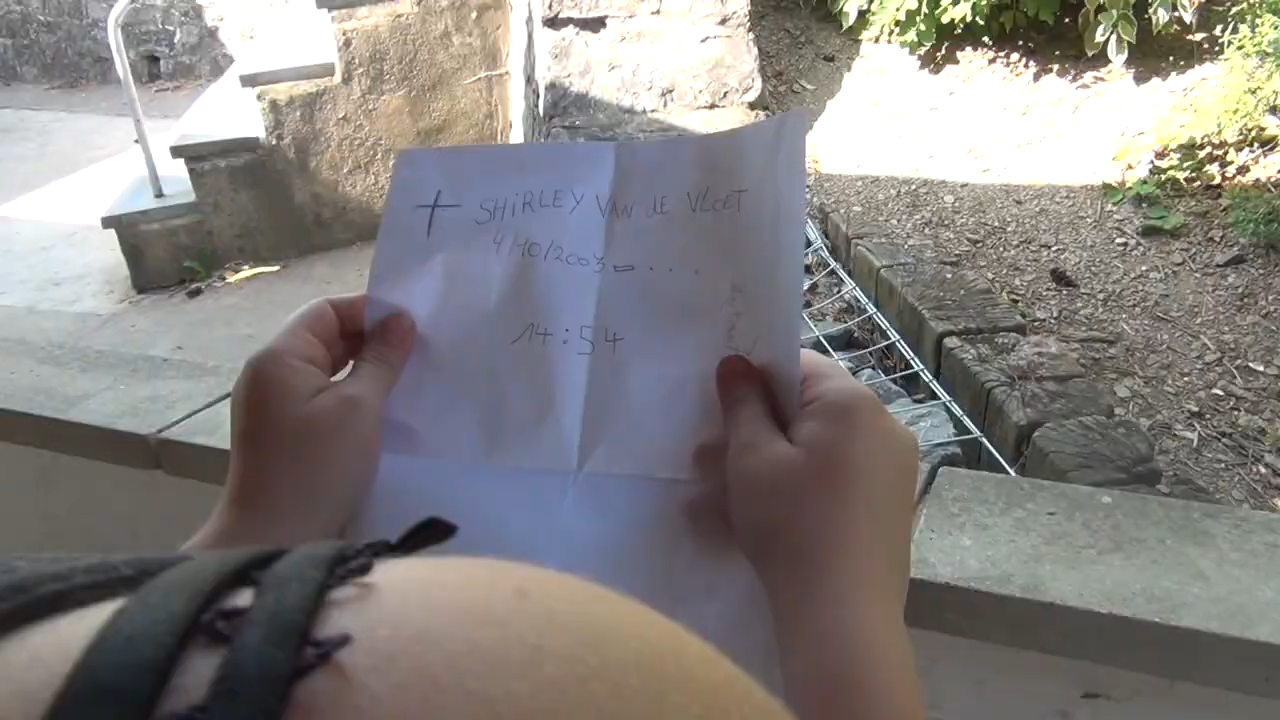 SHiRLEY VAN dE VLOET
4/10/2003 - . . .
14:54